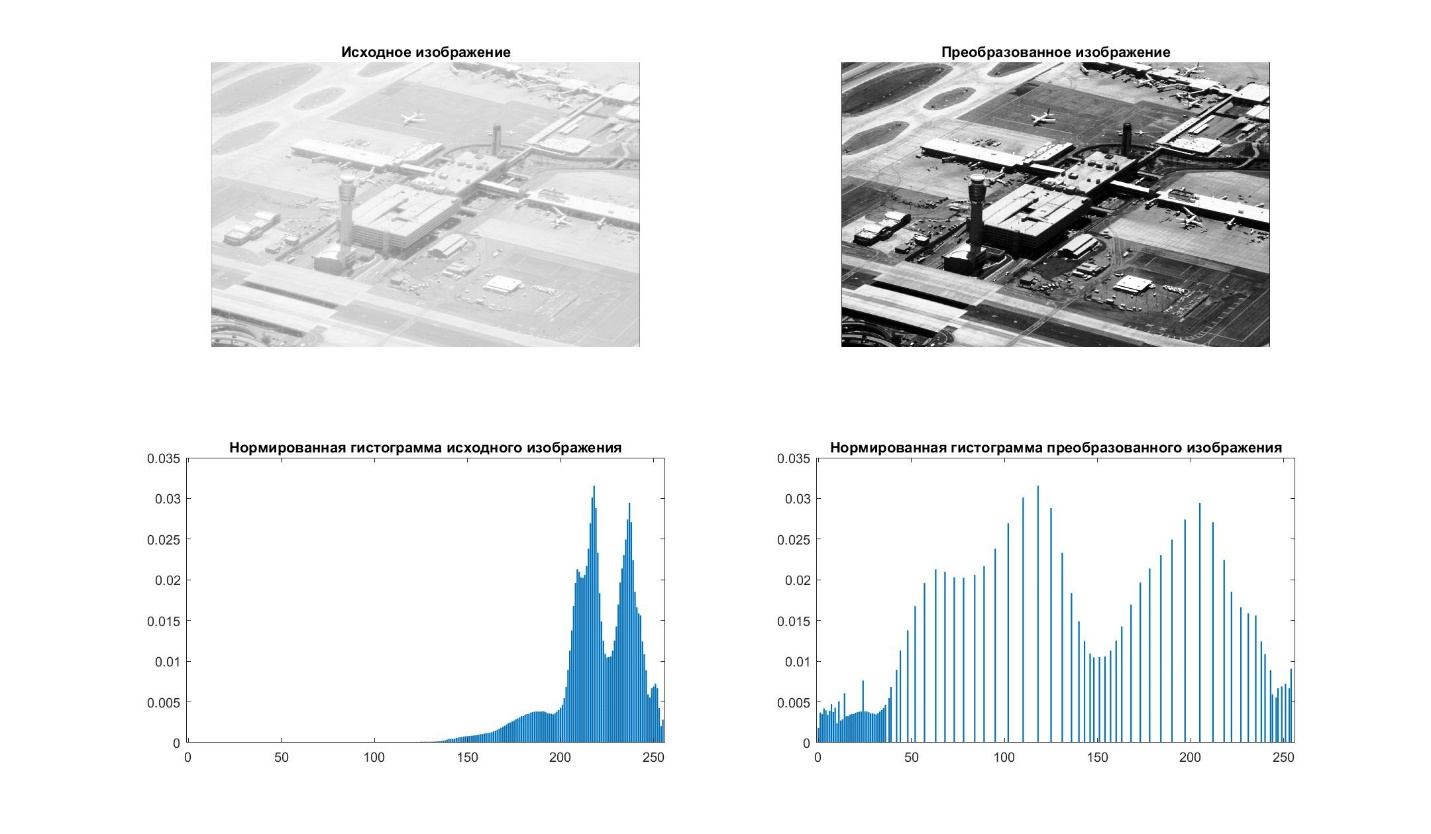 Исходное изображение
Преобразованное изображение
Нормированная гистограмма исходного изображения
0.035
0.03
0.025
0.02
0.015
0.01
0.005
0
0 50 100 150 200 250
Нормированная гистограмма преобразованного изображения
0.035
0.03
0.025
0.02
0.015
0.01
0.005
0
0 50 100 150 200 250